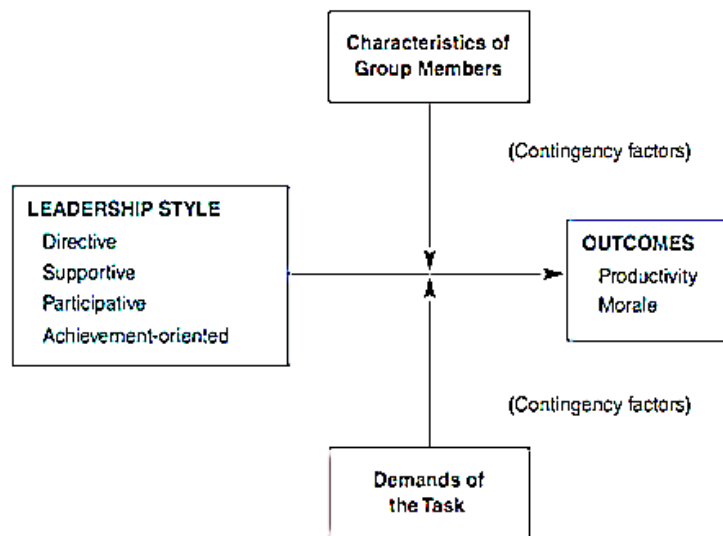 Characteristics of
Group Members
(Contingency factors)
LEADERSHIP STYLE
Directive
Supportive
Participative
Achievement-oriented
OUTCOMES
Productivity
Morale
(Contingency factors)
Demands of
the Task